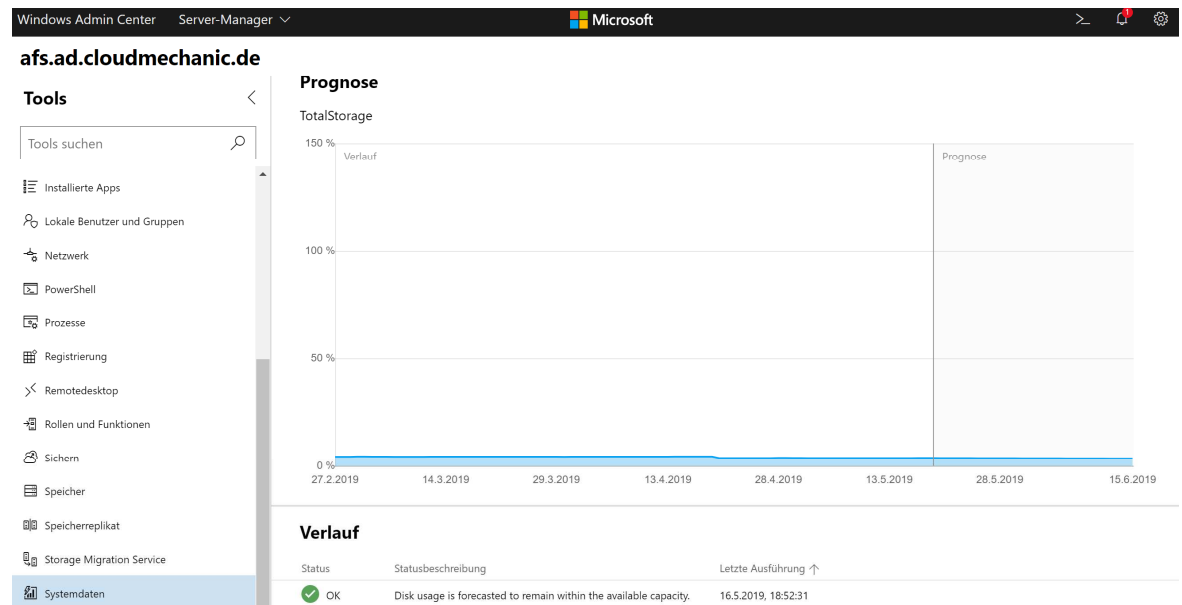 Windows Admin Center Server-Manager Microsoft 1
afs.ad.cloudmechanic.de
Tools
Tools suchen
Installierte Apps
Lokale Benutzer und Gruppen
Netzwerk
PowerShell
Prozesse
Registrierung
Remotedesktop
Rollen und Funktionen
Sichern
Speicher
Speicherreplikat
Storage Migration Service
Systemdaten
Prognose
TotalStorage
150 %
Verlauf Prognose
100 %
50 %
0 %
27.2.2019 14.3.2019 29.3.2019 13.4.2019 28.4.2019 13.5.2019 28.5.2019 15.6.2019
Verlauf
Status Statusbeschreibung Letzte Ausführung
OK Disk usage is forecasted to remain within the available capacity. 16.5.2019, 18:52:31